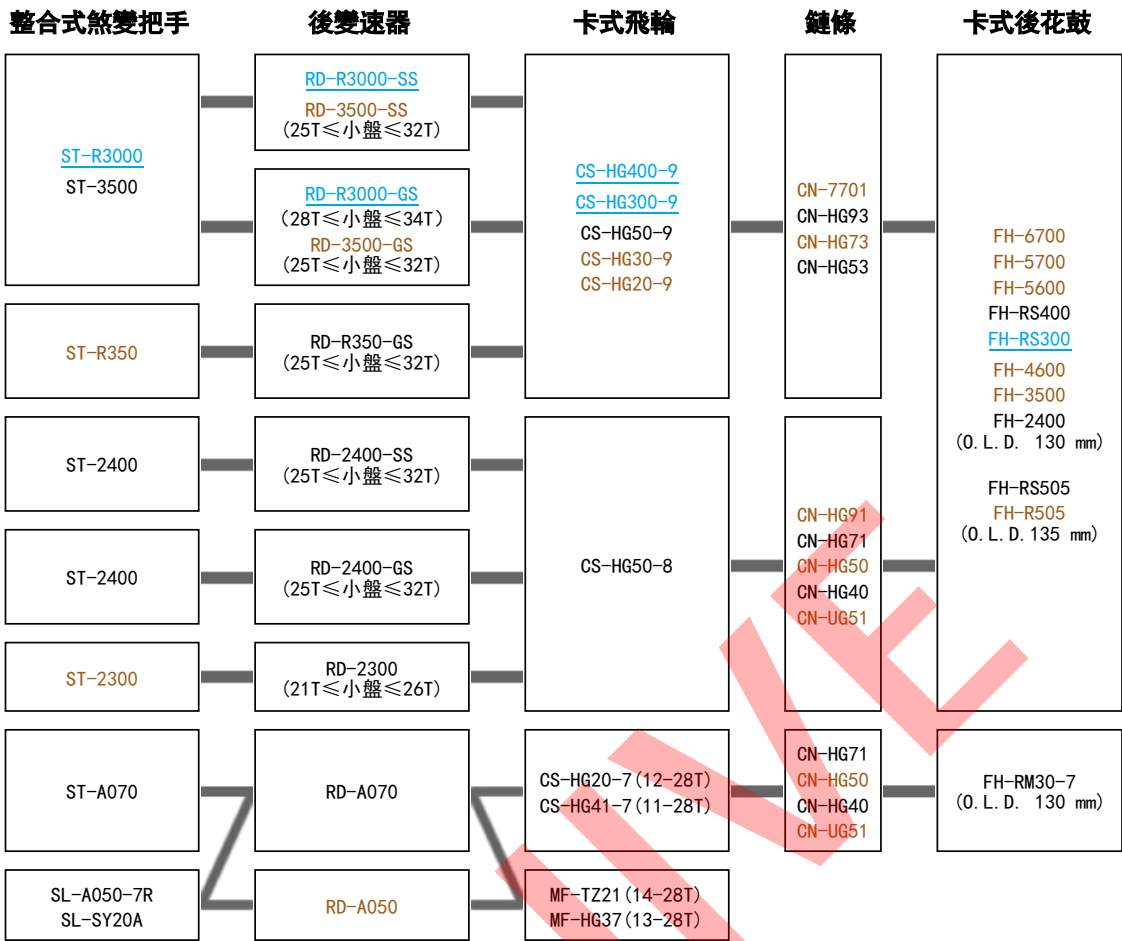 整合式煞變把手
後變速器
卡式飛輪
鏈條
卡式後花鼓
ST-R3000
ST-3500
RD-R3000-SS
RD-3500-SS
(25T≤小盤≤32T)
RD-R3000-GS
(28T≤小盤≤34T)
RD-3500-GS
(25T≤小盤≤32T)
CS-HG400-9
CS-HG300-9
CS-HG50-9
CS-HG30-9
CS-HG20-9
CN-7701
CN-HG93
CN-HG73
CN-HG53
FH-6700
FH-5700
FH-5600
FH-RS400
FH-RS300
FH-4600
FH-3500
FH-2400
(O.L.D. 130 mm)
FH-RS505
FH-R505
(O.L.D.135 mm)
ST-R350
RD-R350-GS
(25T≤小盤≤32T)
ST-2400
RD-2400-SS
(25T≤小盤≤32T)
ST-2400
RD-2400-GS
(25T≤小盤≤32T)
ST-2300
RD-2300
(21T≤小盤≤26T)
CS-HG50-8
CN-HG91
CN-HG71
CN-HG50
CN-HG40
CN-UG51
ST-A070
RD-A070
CS-HG20-7(12-28T)
CS-HG41-7(11-28T)
CN-HG71
CN-HG50
CN-HG40
CN-UG51
FH-RM30-7
(O.L.D. 130 mm)
SL-A050-7R
SL-SY20A
RD-A050
MF-TZ21(14-28T)
MF-HG37(13-28T)
IVE